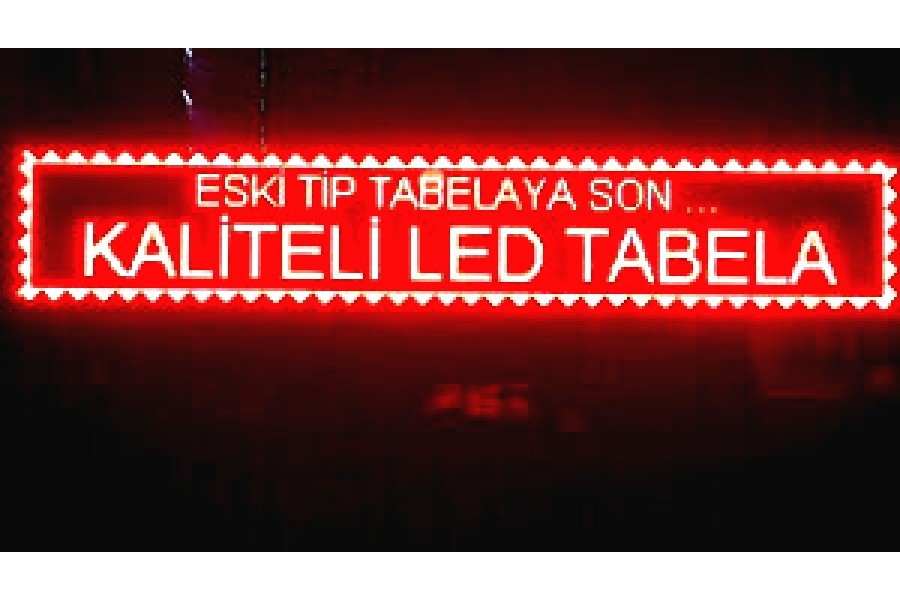 ESKİ TİP TABELAYA SON ...
KALİTELİ LED TABELA